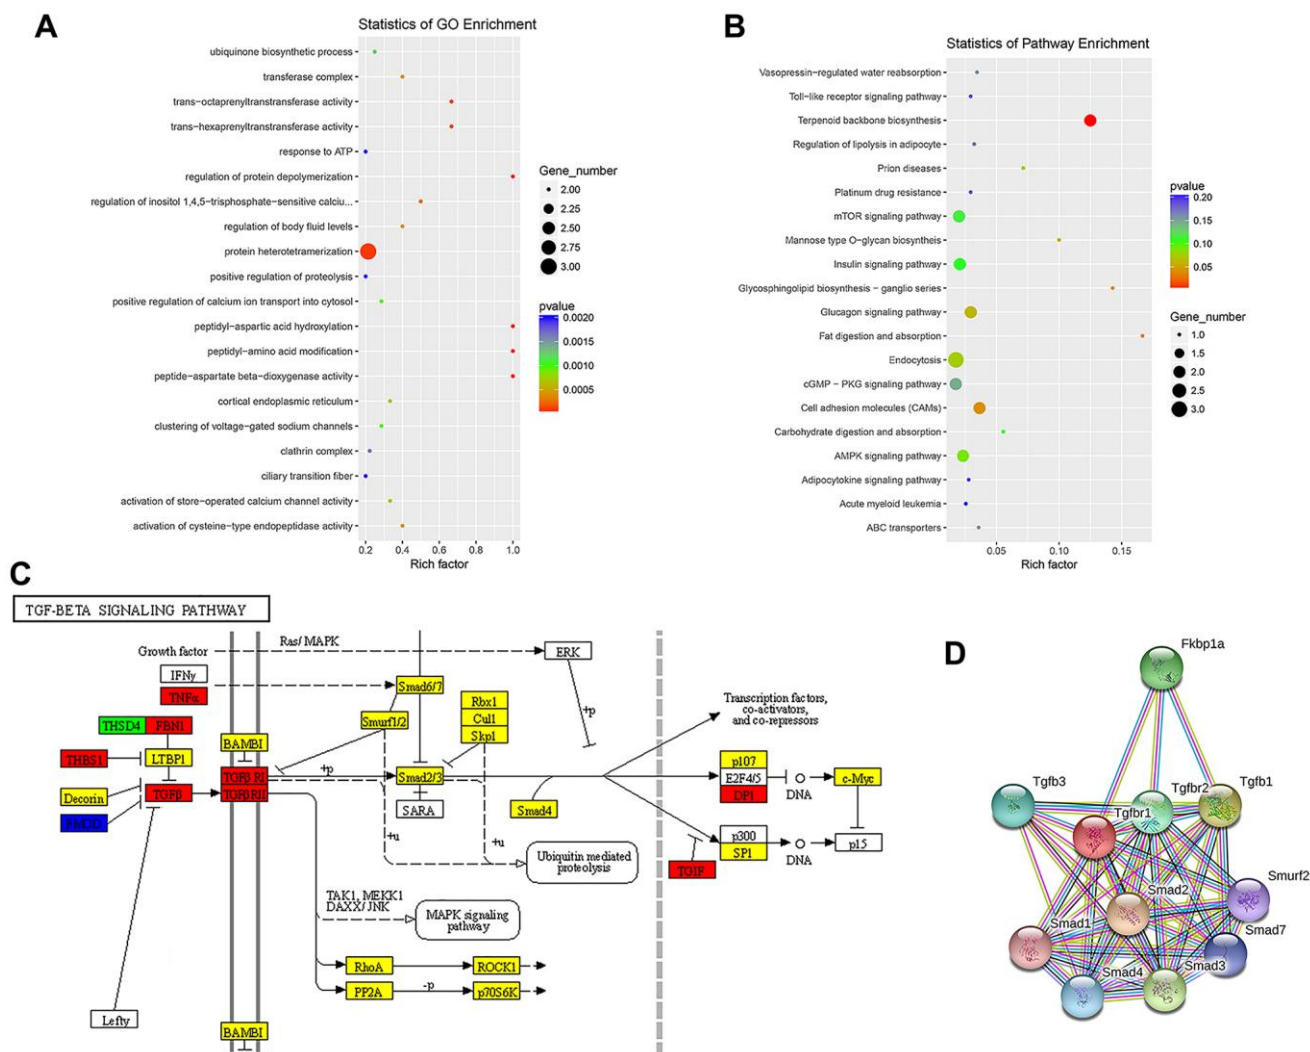 A
Statistics of GO Enrichment
ubiquinone biosynthetic process
transferase complex
trans-octaprenyltranstransferase activity
trans-hexaprenyltranstransferase activity
response to ATP
regulation of protein depolymerization
regulation of inositol 1,4,5-trisphosphate-sensitive calciu...
regulation of body fluid levels
protein heterotetramerization
positive regulation of proteolysis
positive regulation of calcium ion transport into cytosol
peptidyl-aspartic acid hydroxylation
peptidyl-amino acid modification
peptide-aspartate beta-dioxygenase activity
cortical endoplasmic reticulum
clustering of voltage-gated sodium channels
clathrin complex
ciliary transition fiber
activation of store-operated calcium channel activity
activation of cysteine-type endopeptidase activity
0.2 0.4 0.6 0.8 1.0
Rich factor
Gene_number
2.00
2.25
2.50
2.75
3.00
pvalue
0.0020
0.0015
0.0010
0.0005
B
Statistics of Pathway Enrichment
Vasopressin-regulated water reabsorption
Toll-like receptor signaling pathway
Terpenoid backbone biosynthesis
Regulation of lipolysis in adipocyte
Prion diseases
Platinum drug resistance
mTOR signaling pathway
Mannose type O-glycan biosyntheis
Insulin signaling pathway
Glycosphingolipid biosynthesis - ganglio series
Glucagon signaling pathway
Fat digestion and absorption
Endocytosis
cGMP - PKG signaling pathway
Cell adhesion molecules (CAMs)
Carbohydrate digestion and absorption
AMPK signaling pathway
Adipocytokine signaling pathway
Acute myeloid leukemia
ABC transporters
0.05 0.10 0.15
Rich factor
pvalue
0.20
0.15
0.10
0.05
Gene_number
1.0
1.5
2.0
2.5
3.0
C
TGF-BETA SIGNALING PATHWAY
Growth factor
Ras/ MAPK
ERK
IFNγ
TNFα
Smad6/7
+p
THSD4 FBN1
Smurf1/2
Rbx1
Cul1
Skp1
THBS1
LTBP1
BAMBI
TGFβ RI
TGFβ RII
+p
Smad2/3
SARA
Decorin
TGFβ
Smad4
+u
+u
Ubiquitin mediated
proteolysis
TAK1, MEKK1
DAXX/ JNK
MAPK signaling
pathway
RhoA
ROCK1
PP2A
-p
p70S6K
Lefty
BAMBI
Transcription factors,
co-activators,
and co-repressors
p107
E2F4/5
DP1
DNA
c-Myc
p300
SP1
DNA
p15
TGIF
D
Fkbp1a
Tgfb3
Tgfbr2
Tgfb1
Tgfbr1
Smurf2
Smad2
Smad1
Smad7
Smad4
Smad3